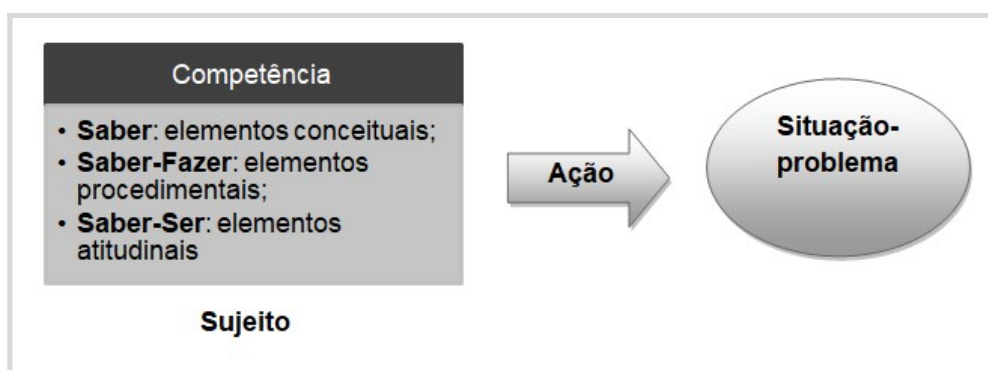 Competência
• Saber: elementos conceituais;
• Saber-Fazer: elementos
procedimentais;
• Saber-Ser: elementos
atitudinais
Sujeito
Ação
Situação-
problema